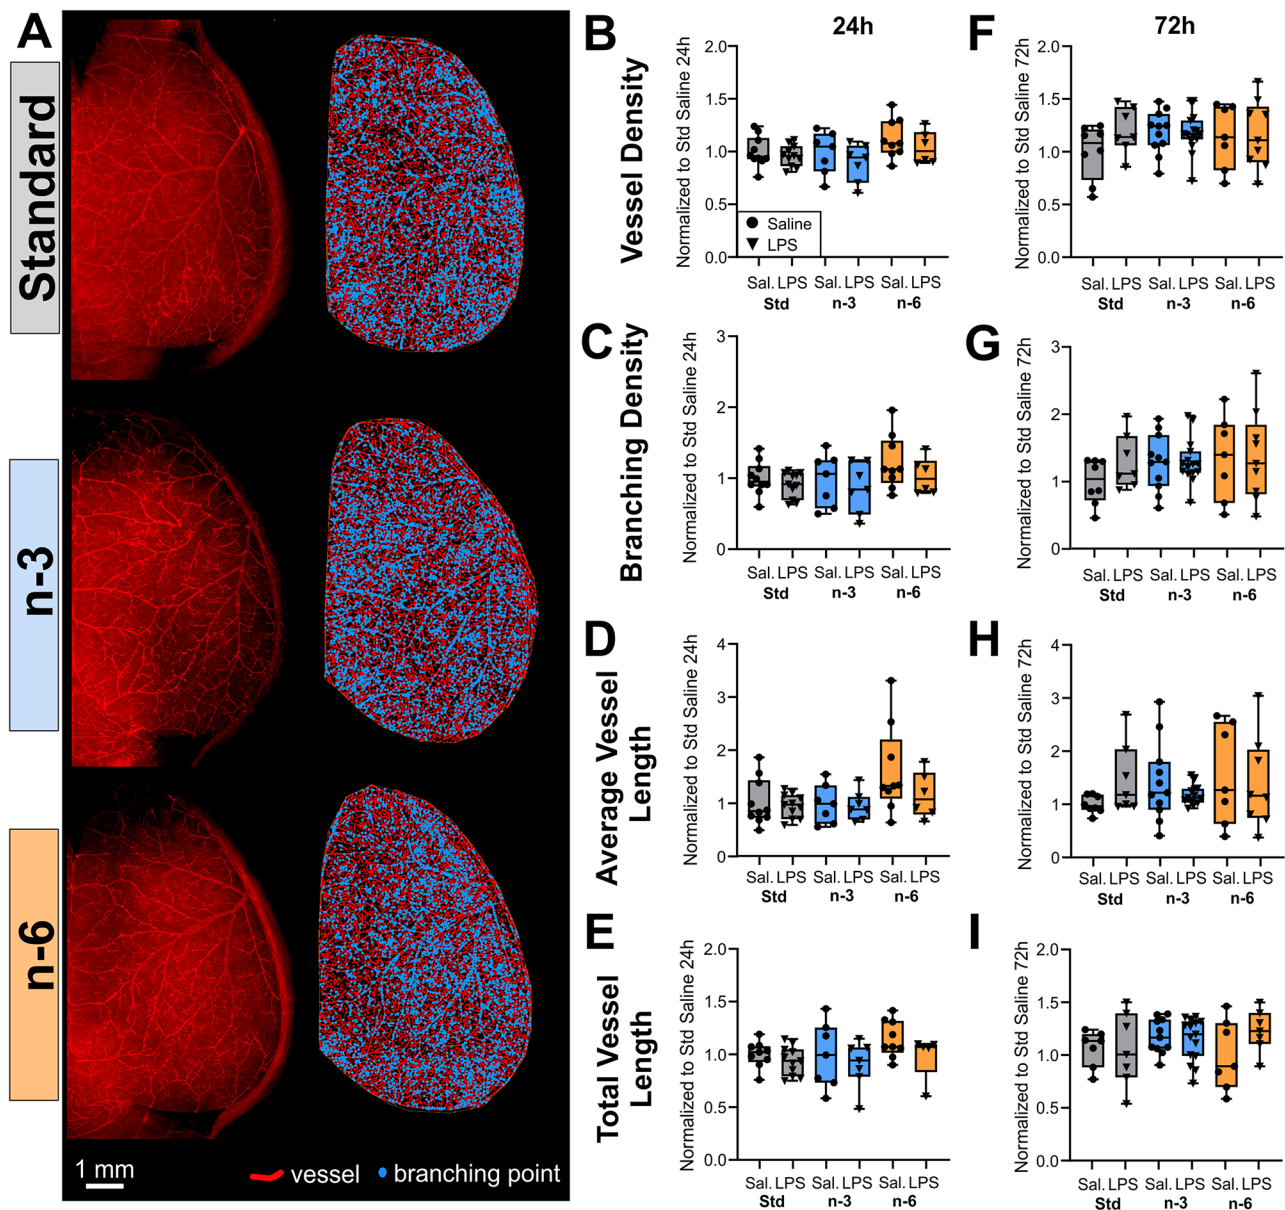 A
Standard
n-3
n-6
1 mm
vessel
branching point
24h
72h
B
Vessel Density
Normalized to Std Saline 24h
2.0
1.5
1.0
0.5
0.0
Saline
LPS
Sal. LPS Sal. LPS Sal. LPS
Std n-3 n-6
F
Normalized to Std Saline 72h
2.0
1.5
1.0
0.5
0.0
Sal. LPS Sal. LPS Sal. LPS
Std n-3 n-6
C
Branching Density
Normalized to Std Saline 24h
3
2
1
0
Sal. LPS Sal. LPS Sal. LPS
Std n-3 n-6
G
Normalized to Std Saline 72h
3
2
1
0
Sal. LPS Sal. LPS Sal. LPS
Std n-3 n-6
D
Average Vessel
Length
Normalized to Std Saline 24h
4
3
2
1
0
Sal. LPS Sal. LPS Sal. LPS
Std n-3 n-6
H
Normalized to Std Saline 72h
4
3
2
1
0
Sal. LPS Sal. LPS Sal. LPS
Std n-3 n-6
E
Total Vessel
Length
Normalized to Std Saline 24h
2.0
1.5
1.0
0.5
0.0
Sal. LPS Sal. LPS Sal. LPS
Std n-3 n-6
I
Normalized to Std Saline 72h
2.0
1.5
1.0
0.5
0.0
Sal. LPS Sal. LPS Sal. LPS
Std n-3 n-6